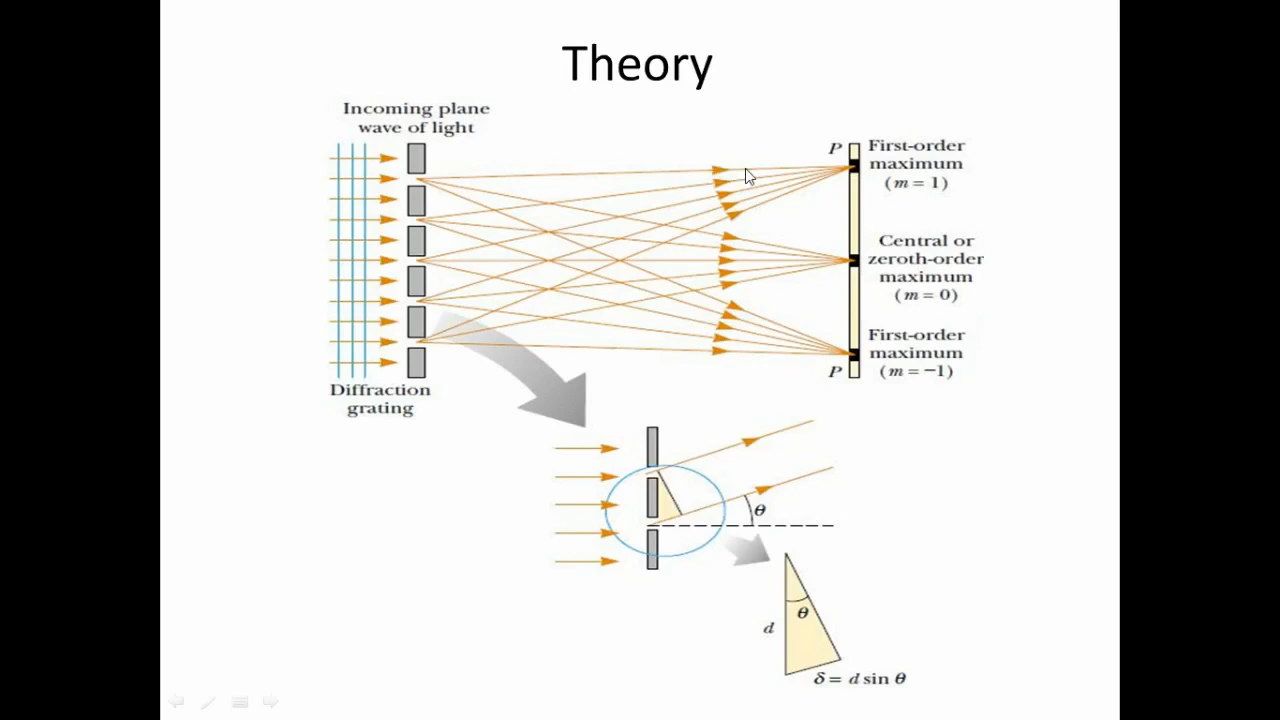 Theory
Incoming plane
wave of light
P
First-order
maximum
(m = 1)
Central or
zeroth-order
maximum
(m = 0)
First-order
maximum
P
(m = −1)
Diffraction
grating
θ
θ
d
δ = d sin θ